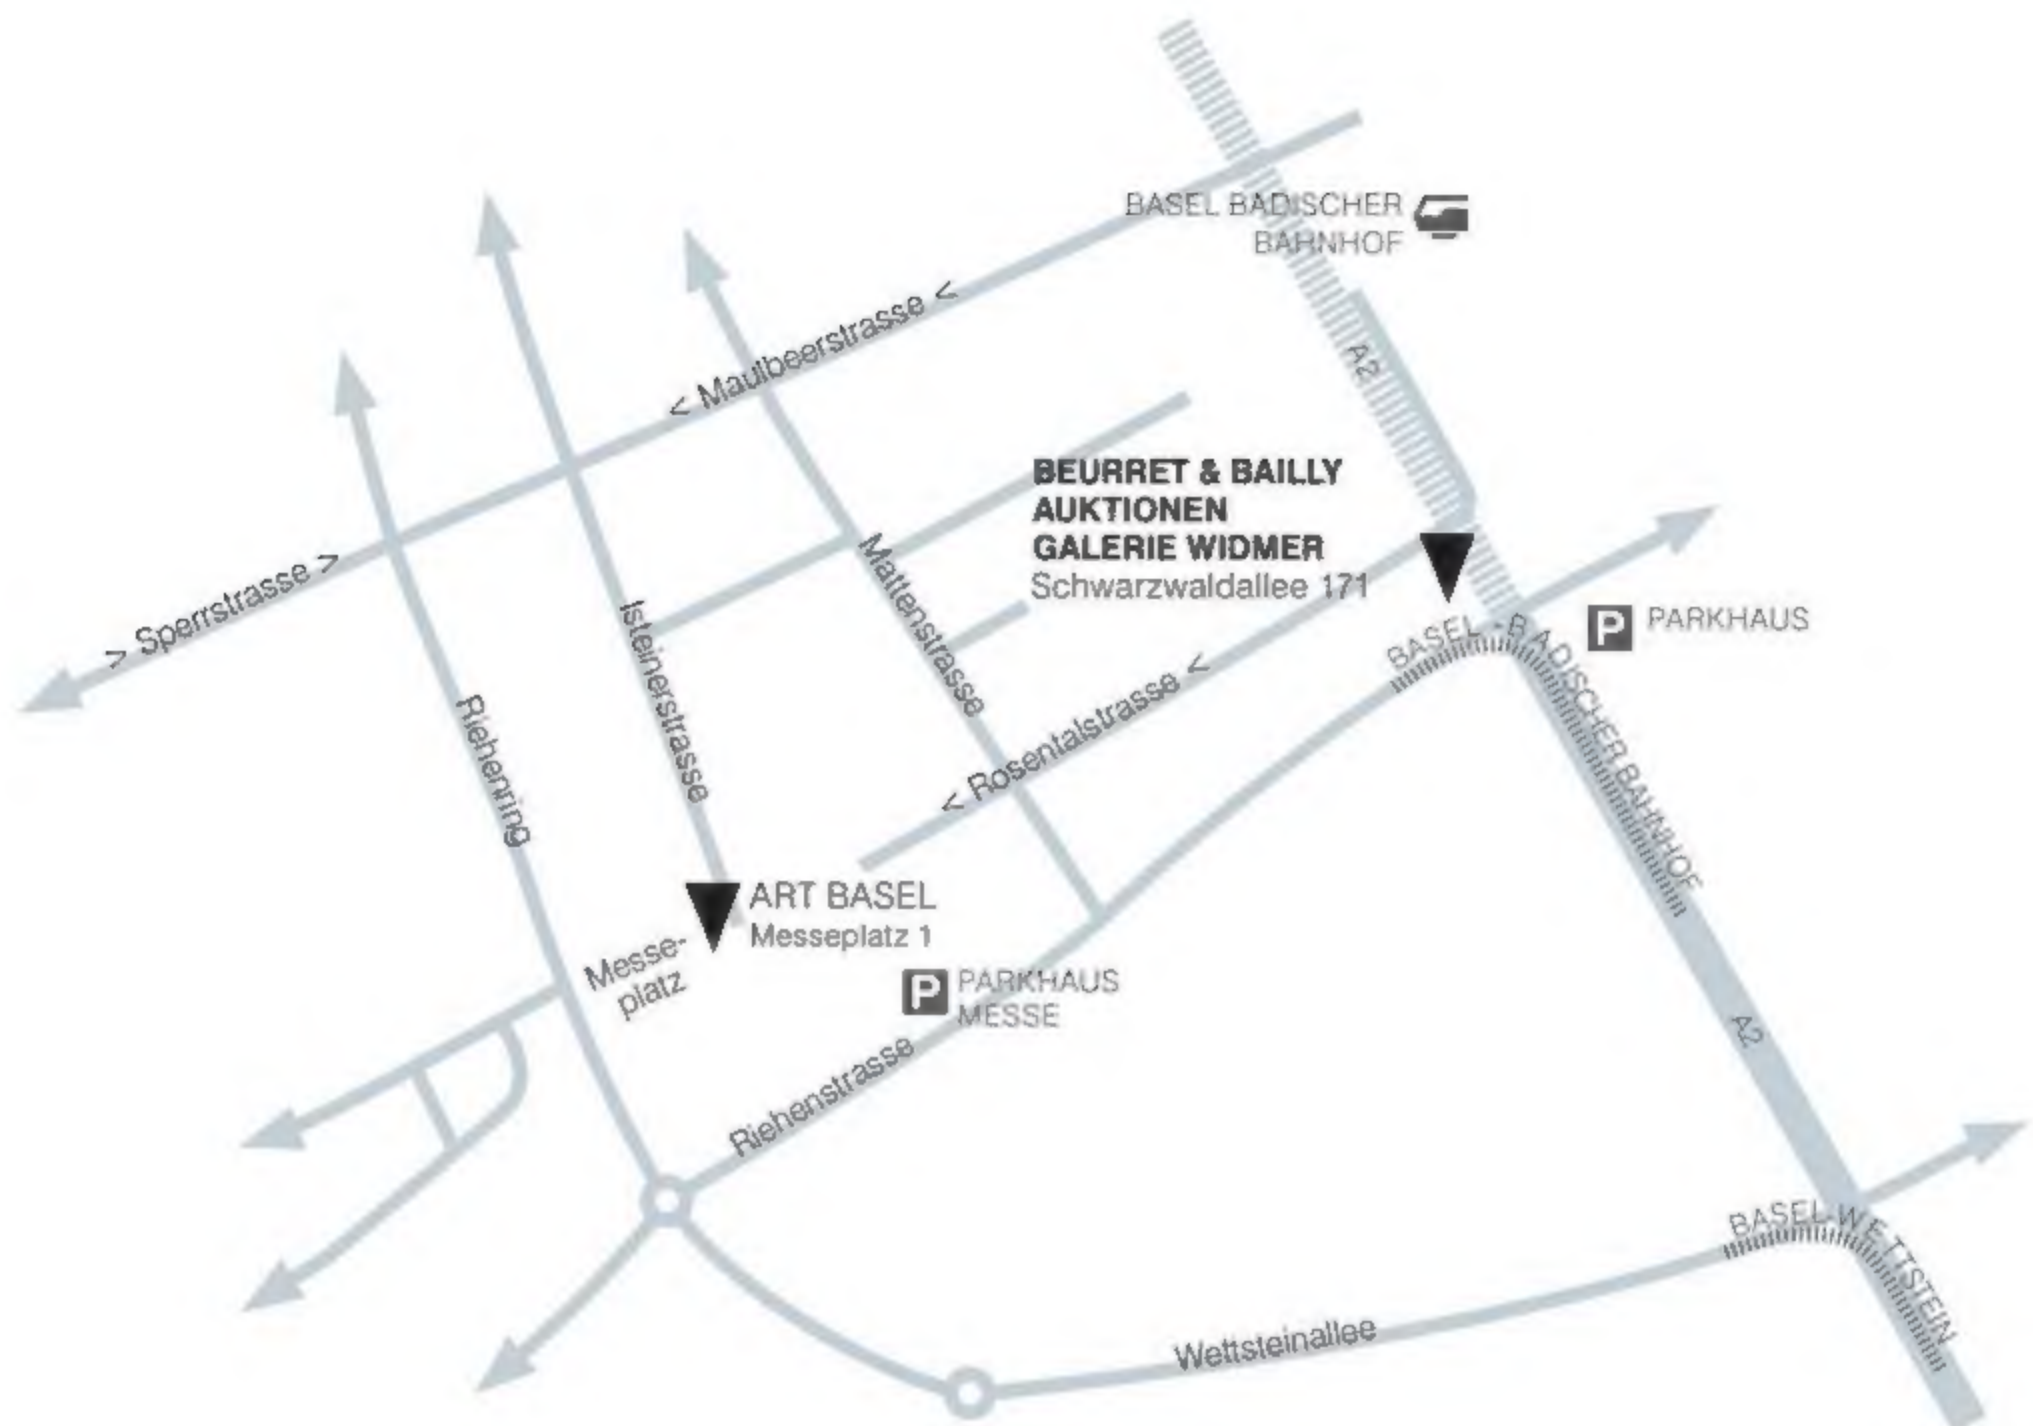 BASEL BADISCHER
BAHNHOF
< Maulbeerstrasse <
A2
BEURRET & BAILLY
AUKTIONEN
GALERIE WIDMER
Schwarzwaldallee 171
> Sperrstrasse >
Mattenstrasse
Isteinerstrasse
P PARKHAUS
BASEL-BADISCHER BAHNHOF
< Rosentalstrasse <
Riehenring
ART BASEL
Messeplatz 1
Messe-
platz
P PARKHAUS
MESSE
Riehenstrasse
A2
BASEL-WETTSTEIN
Wettsteinallee